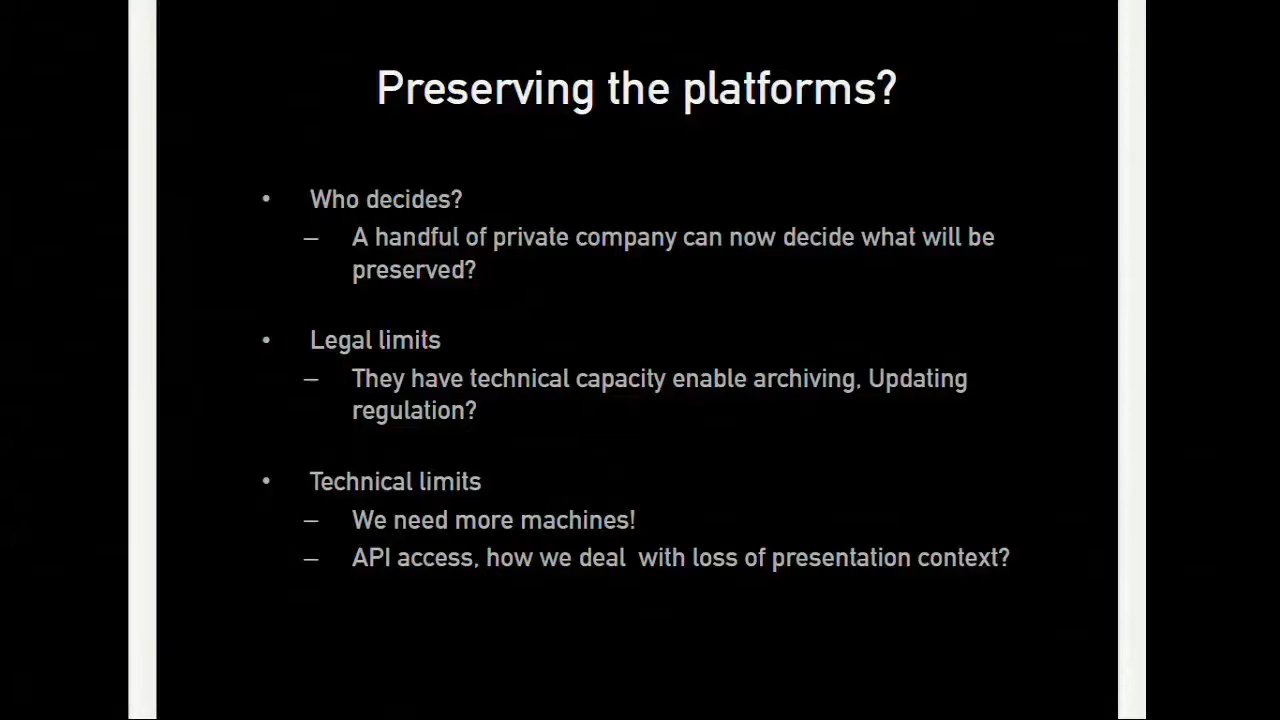 Preserving the platforms?
• Who decides?
– A handful of private company can now decide what will be
preserved?
• Legal limits
– They have technical capacity enable archiving, Updating
regulation?
• Technical limits
– We need more machines!
– API access, how we deal with loss of presentation context?